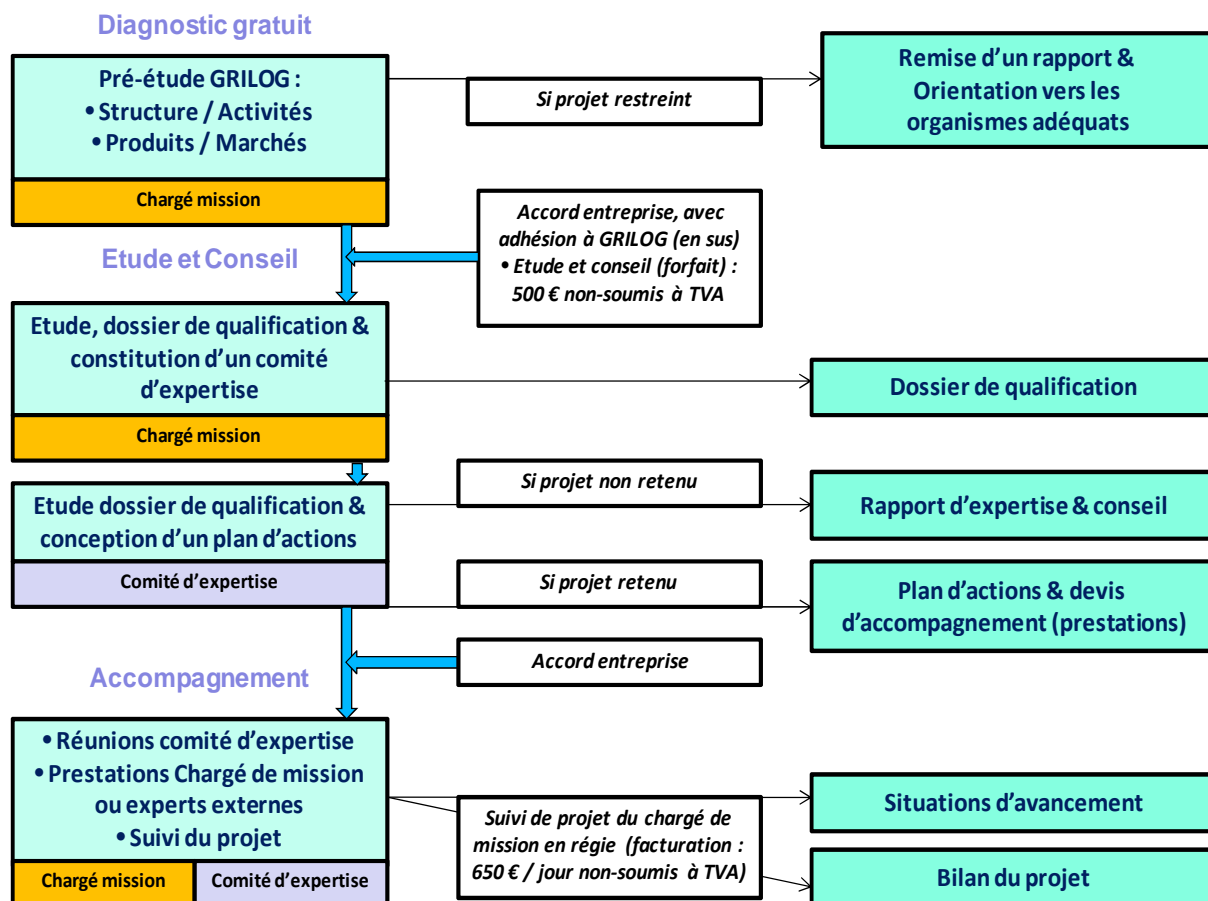 Diagnostic gratuit
Pré-étude GRILOG :
• Structure / Activités
• Produits / Marchés
Chargé mission
Si projet restreint
Remise d'un rapport &
Orientation vers les
organismes adéquats
Accord entreprise, avec
adhésion à GRILOG (en sus)
• Etude et conseil (forfait) :
500 € non-soumis à TVA
Etude et Conseil
Etude, dossier de qualification &
constitution d'un comité
d'expertise
Chargé mission
Dossier de qualification
Etude dossier de qualification &
conception d'un plan d'actions
Comité d'expertise
Si projet non retenu
Rapport d'expertise & conseil
Si projet retenu
Plan d'actions & devis
d'accompagnement (prestations)
Accord entreprise
Accompagnement
• Réunions comité d'expertise
• Prestations Chargé de mission
ou experts externes
• Suivi du projet
Chargé mission
Comité d'expertise
Suivi de projet du chargé de
mission en régie (facturation :
650 € / jour non-soumis à TVA)
Situations d'avancement
Bilan du projet